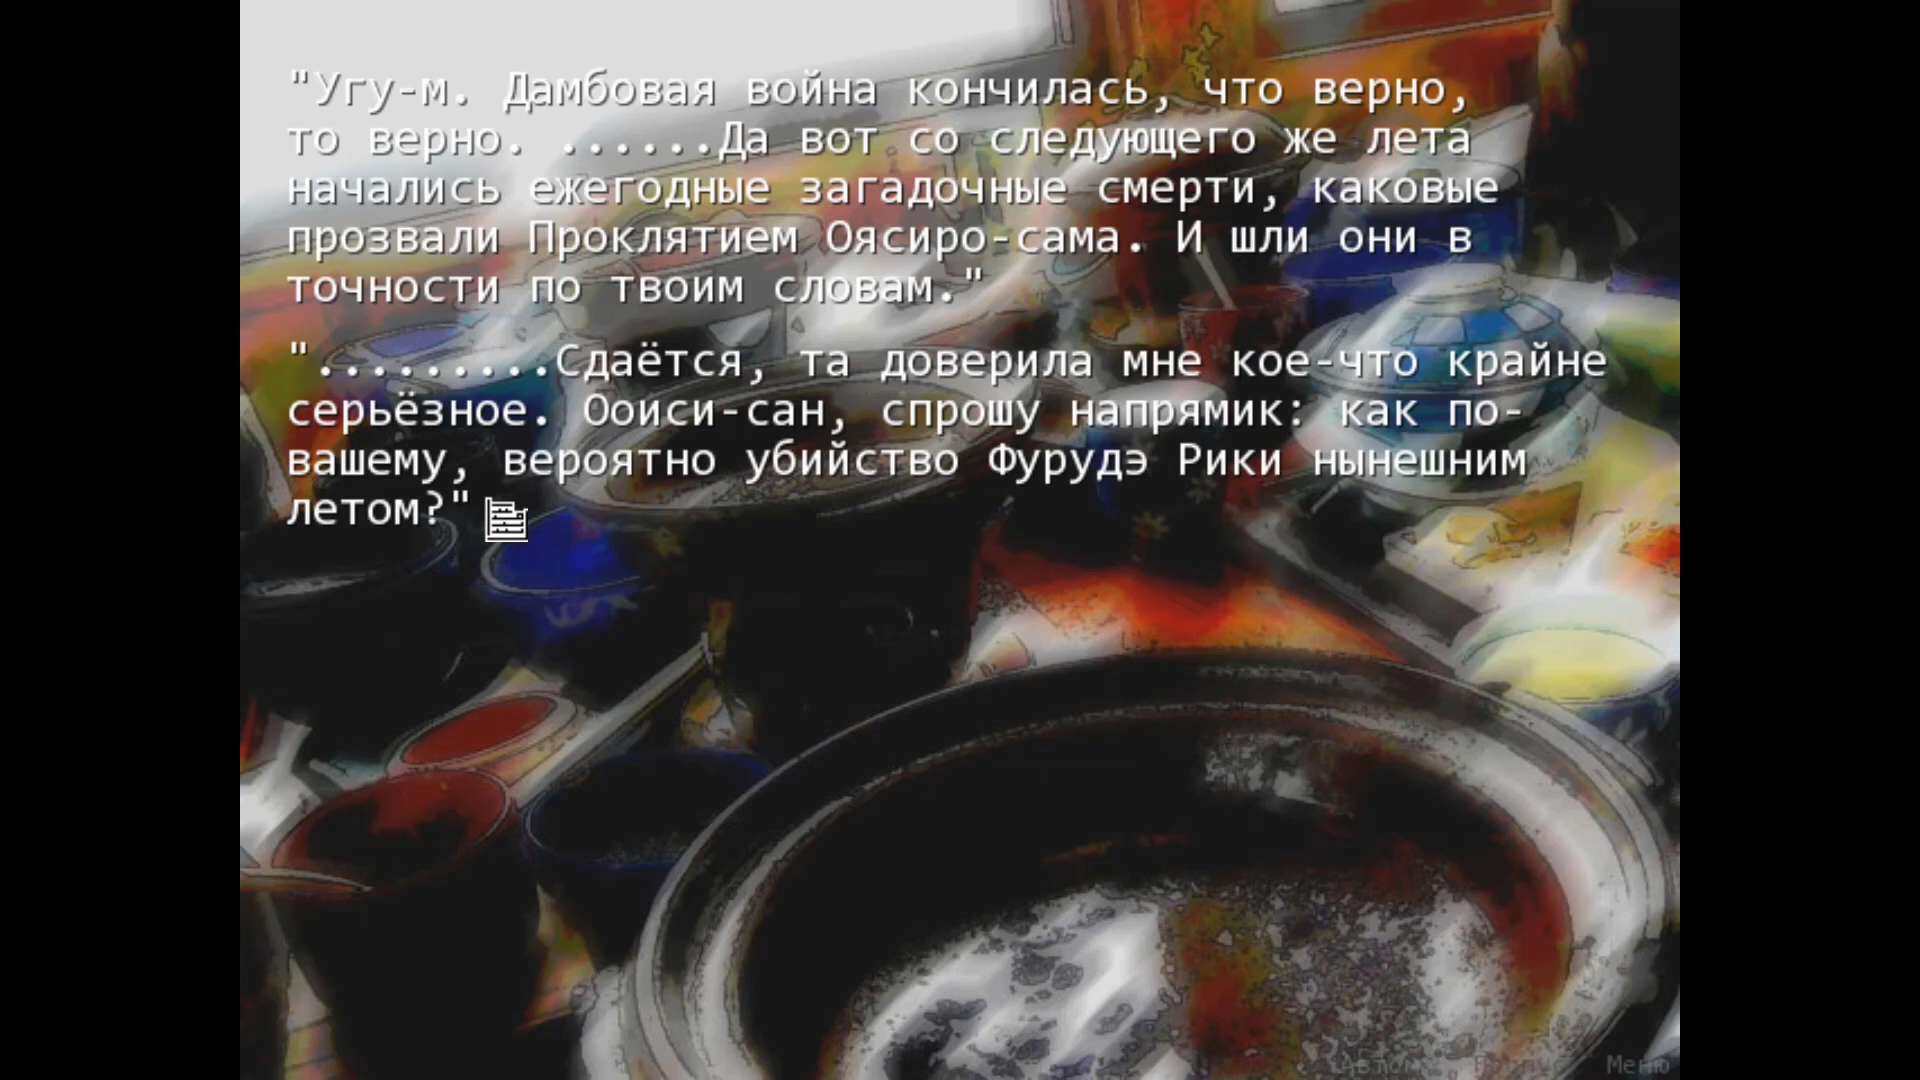 "Угу-м. Дамбовая война кончилась, что верно,
то верно. ......Да вот со следующего же лета
начались ежегодные загадочные смерти, каковые
прозвали Проклятием Оясиро-сама. И шли они в
точности по твоим словам."
".........Сдаётся, та доверила мне кое-что крайне
серьёзное. Ооиси-сан, спрошу напрямик: как по-
вашему, вероятно убийство Фурудэ Рики нынешним
летом?"
Меню